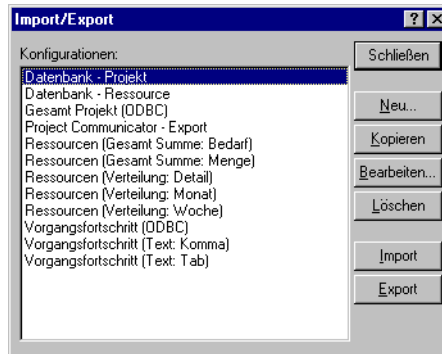 Import/Export
Konfigurationen:
Datenbank - Projekt
Datenbank - Ressource
Gesamt Projekt (ODBC)
Project Communicator - Export
Ressourcen (Gesamt Summe: Bedarf)
Ressourcen (Gesamt Summe: Menge)
Ressourcen (Verteilung: Detail)
Ressourcen (Verteilung: Monat)
Ressourcen (Verteilung: Woche)
Vorgangsfortschritt (ODBC)
Vorgangsfortschritt (Text: Komma)
Vorgangsfortschritt (Text: Tab)
Schließen
Neu...
Kopieren
Bearbeiten...
Löschen
Import
Export